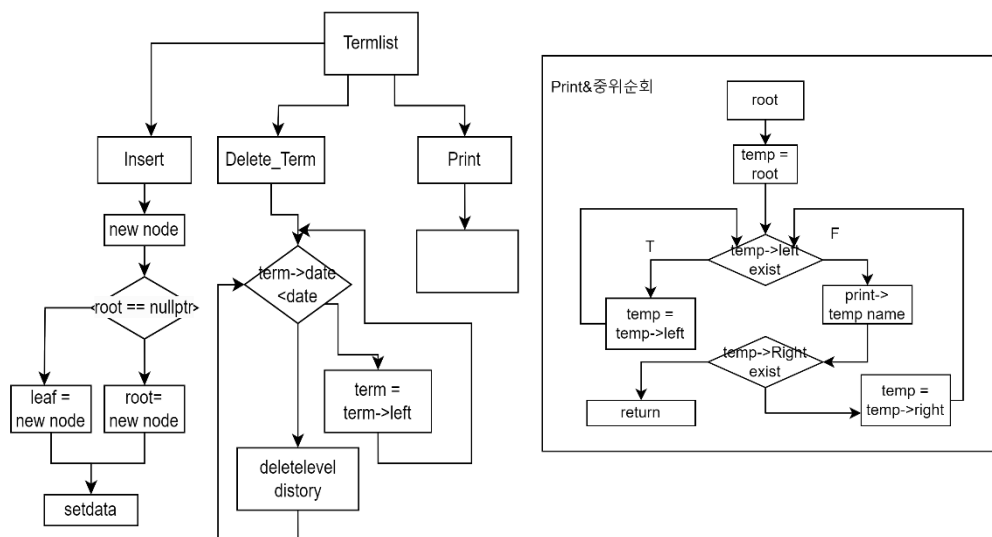 Termlist
Insert
Delete_Term
Print
new node
<root == nullptr>
leaf =
new node
root=
new node
setdata
term->date
<date
term =
term->left
deletelevel
distory
Print&중위순회
root
temp =
root
T
F
temp->left
exist
temp =
temp->left
print->
temp name
temp->Right
exist
return
temp =
temp->right